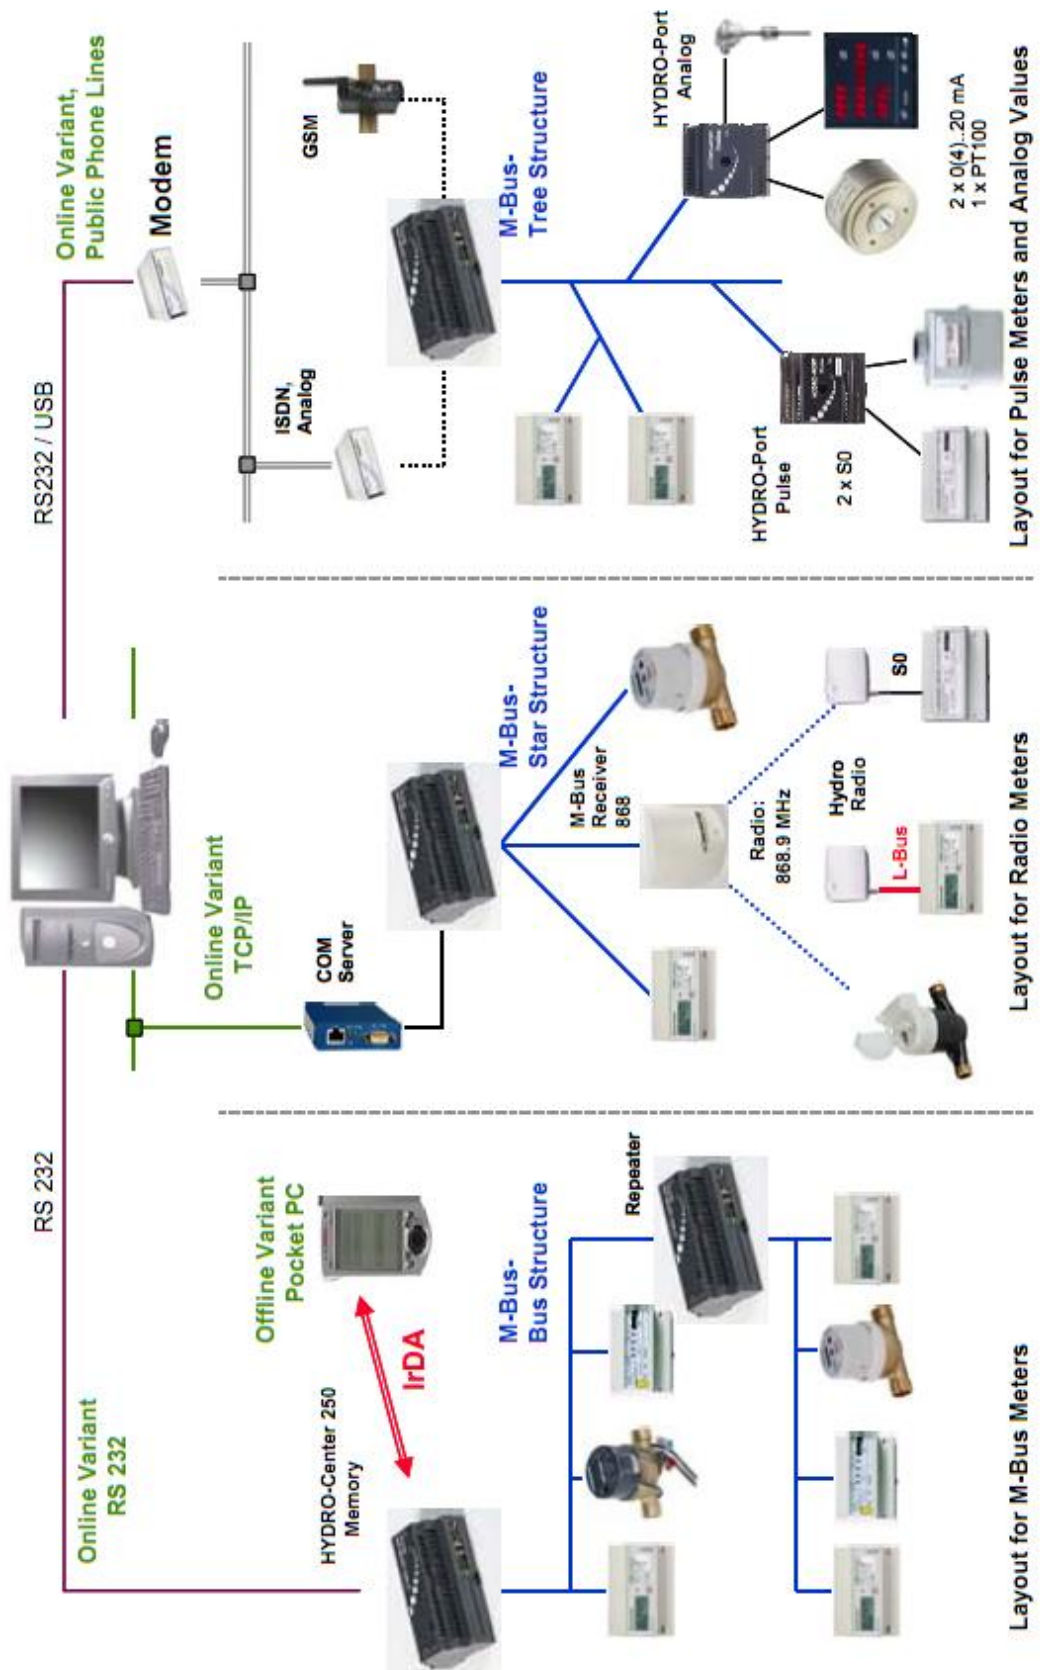 RS 232
RS232 / USB
Online Variant
RS 232
Offline Variant
Pocket PC
HYDRO-Center 250
Memory
IrDA
M-Bus-
Bus Structure
Repeater
Layout for M-Bus Meters
Online Variant
TCP/IP
COM
Server
M-Bus-
Star Structure
M-Bus
Receiver
868
Radio:
868.9 MHz
Hydro
Radio
L-Bus
S0
Layout for Radio Meters
Online Variant,
Public Phone Lines
Modem
ISDN,
Analog
GSM
M-Bus-
Tree Structure
HYDRO-Port
Pulse
2 x S0
HYDRO-Port
Analog
2 x 0(4)..20 mA
1 x PT100
Layout for Pulse Meters and Analog Values